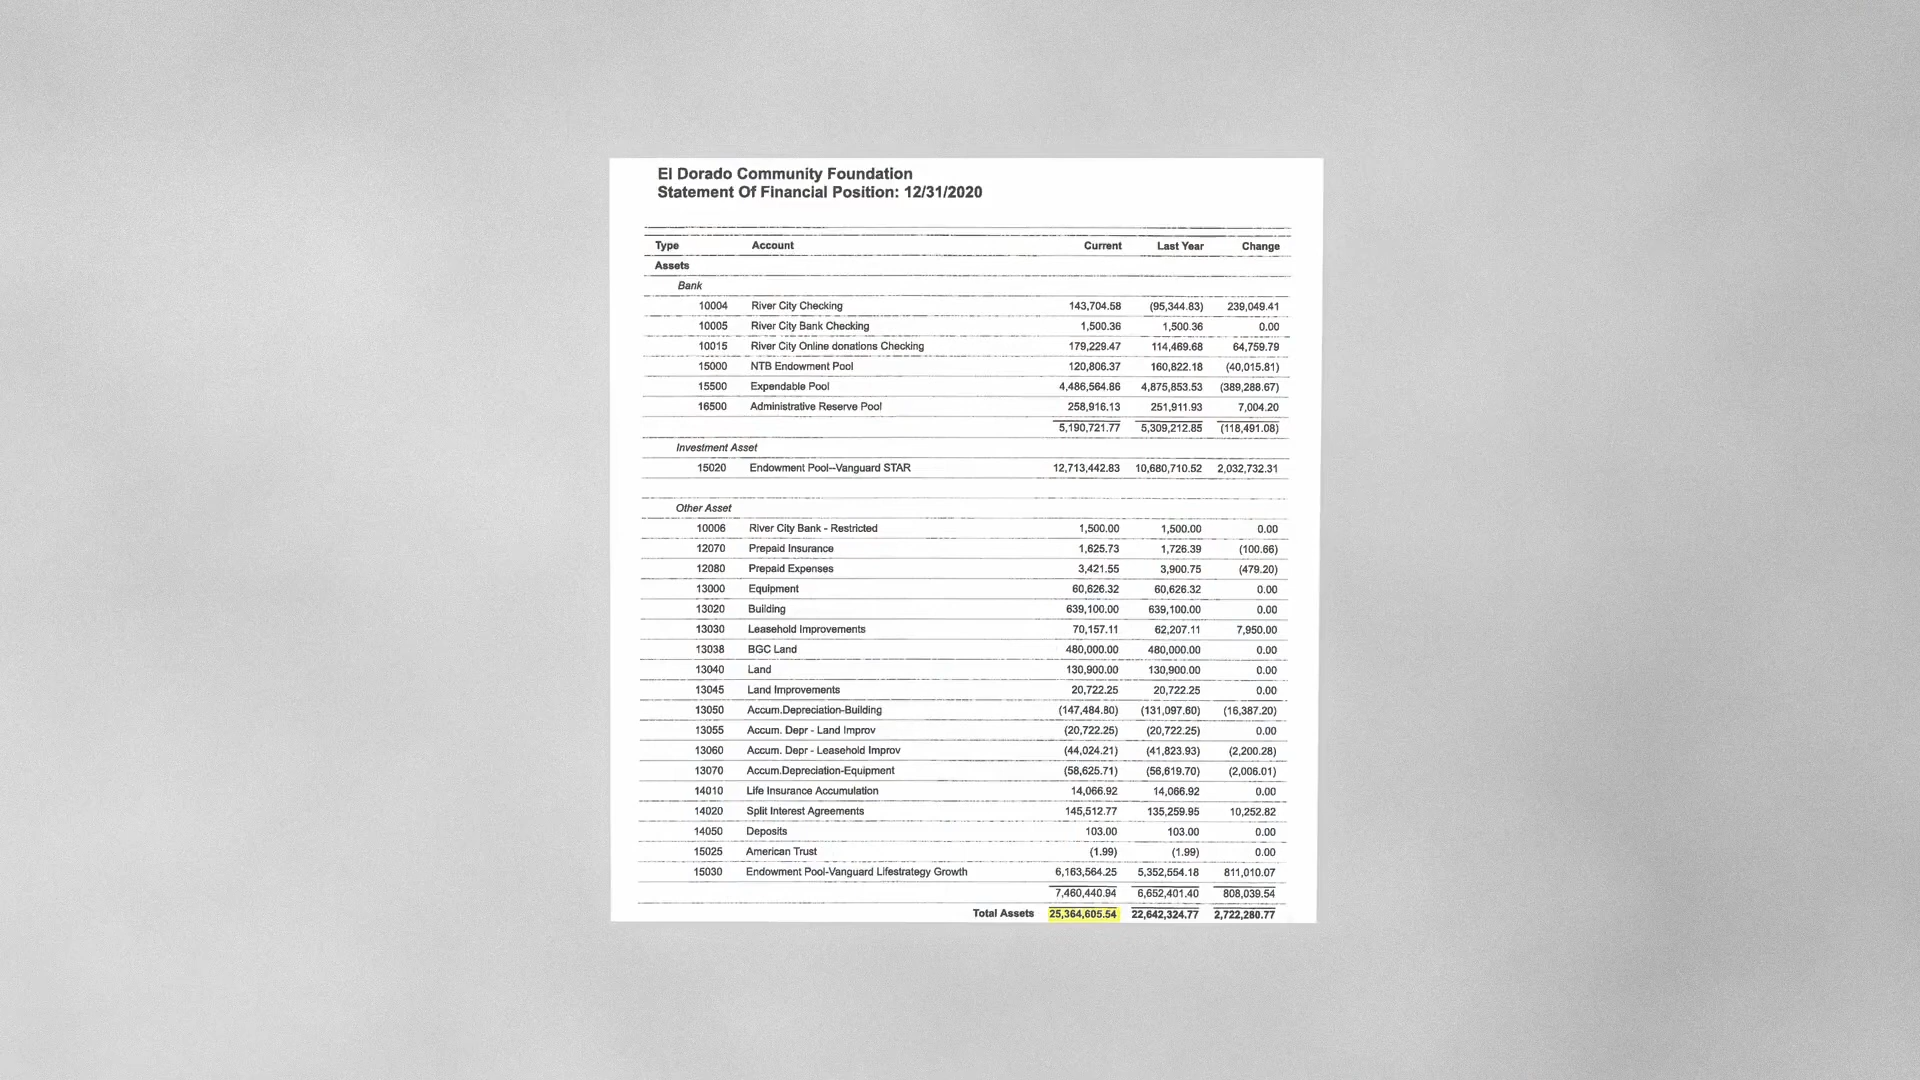 El Dorado Community Foundation
Statement Of Financial Position: 12/31/2020
Type Account Current Last Year Change
Assets
Bank
10004 River City Checking 143,704.58 (95,344.83) 239,049.41
10005 River City Bank Checking 1,500.36 1,500.36 0.00
10015 River City Online donations Checking 179,229.47 114,469.68 64,759.79
15000 NTB Endowment Pool 120,806.37 160,822.18 (40,015.81)
15500 Expendable Pool 4,486,564.86 4,875,853.53 (389,288.67)
16500 Administrative Reserve Pool 258,916.13 251,911.93 7,004.20
5,190,721.77 5,309,212.85 (118,491.08)
Investment Asset
15020 Endowment Pool--Vanguard STAR 12,713,442.83 10,680,710.52 2,032,732.31
Other Asset
10006 River City Bank - Restricted 1,500.00 1,500.00 0.00
12070 Prepaid Insurance 1,625.73 1,726.39 (100.66)
12080 Prepaid Expenses 3,421.55 3,900.75 (479.20)
13000 Equipment 60,626.32 60,626.32 0.00
13020 Building 639,100.00 639,100.00 0.00
13030 Leasehold Improvements 70,157.11 62,207.11 7,950.00
13038 BGC Land 480,000.00 480,000.00 0.00
13040 Land 130,900.00 130,900.00 0.00
13045 Land Improvements 20,722.25 20,722.25 0.00
13050 Accum.Depreciation-Building (147,484.80) (131,097.60) (16,387.20)
13055 Accum. Depr - Land Improv (20,722.25) (20,722.25) 0.00
13060 Accum. Depr - Leasehold Improv (44,024.21) (41,823.93) (2,200.28)
13070 Accum.Depreciation-Equipment (58,625.71) (56,619.70) (2,006.01)
14010 Life Insurance Accumulation 14,066.92 14,066.92 0.00
14020 Split Interest Agreements 145,512.77 135,259.95 10,252.82
14050 Deposits 103.00 103.00 0.00
15025 American Trust (1.99) (1.99) 0.00
15030 Endowment Pool-Vanguard Lifestrategy Growth 6,163,564.25 5,352,554.18 811,010.07
7,460,440.94 6,652,401.40 808,039.54
Total Assets 25,364,605.54 22,642,324.77 2,722,280.77